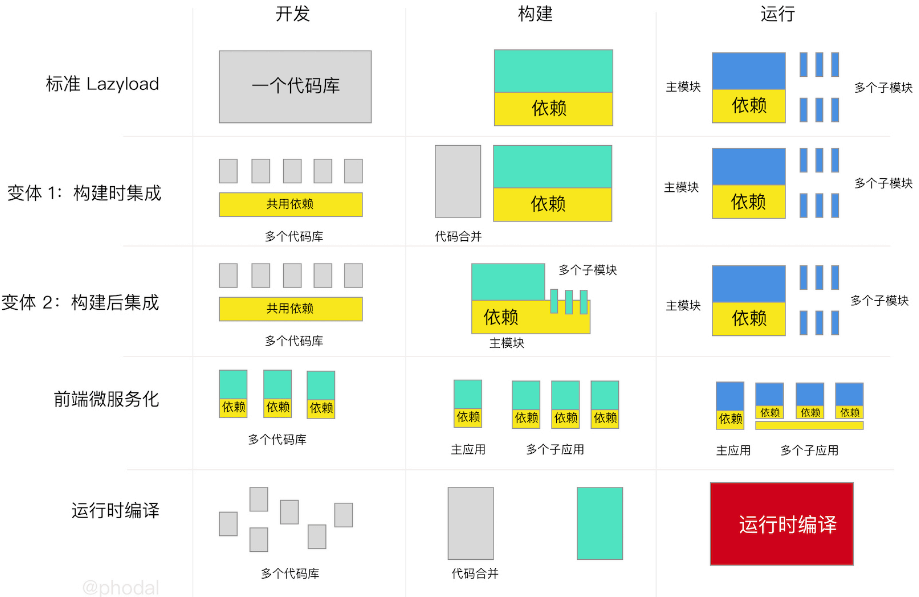 开发
构建
运行
标准 Lazyload
一个代码库
依赖
主模块
依赖
多个子模块
变体 1：构建时集成
共用依赖
多个代码库
代码合并
依赖
主模块
依赖
多个子模块
变体 2：构建后集成
共用依赖
多个代码库
多个子模块
依赖
主模块
主模块
依赖
多个子模块
前端微服务化
依赖
依赖
依赖
多个代码库
依赖
依赖
依赖
依赖
主应用
多个子应用
依赖
依赖
依赖
依赖
主应用
多个子应用
运行时编译
多个代码库
代码合并
运行时编译
@phodal